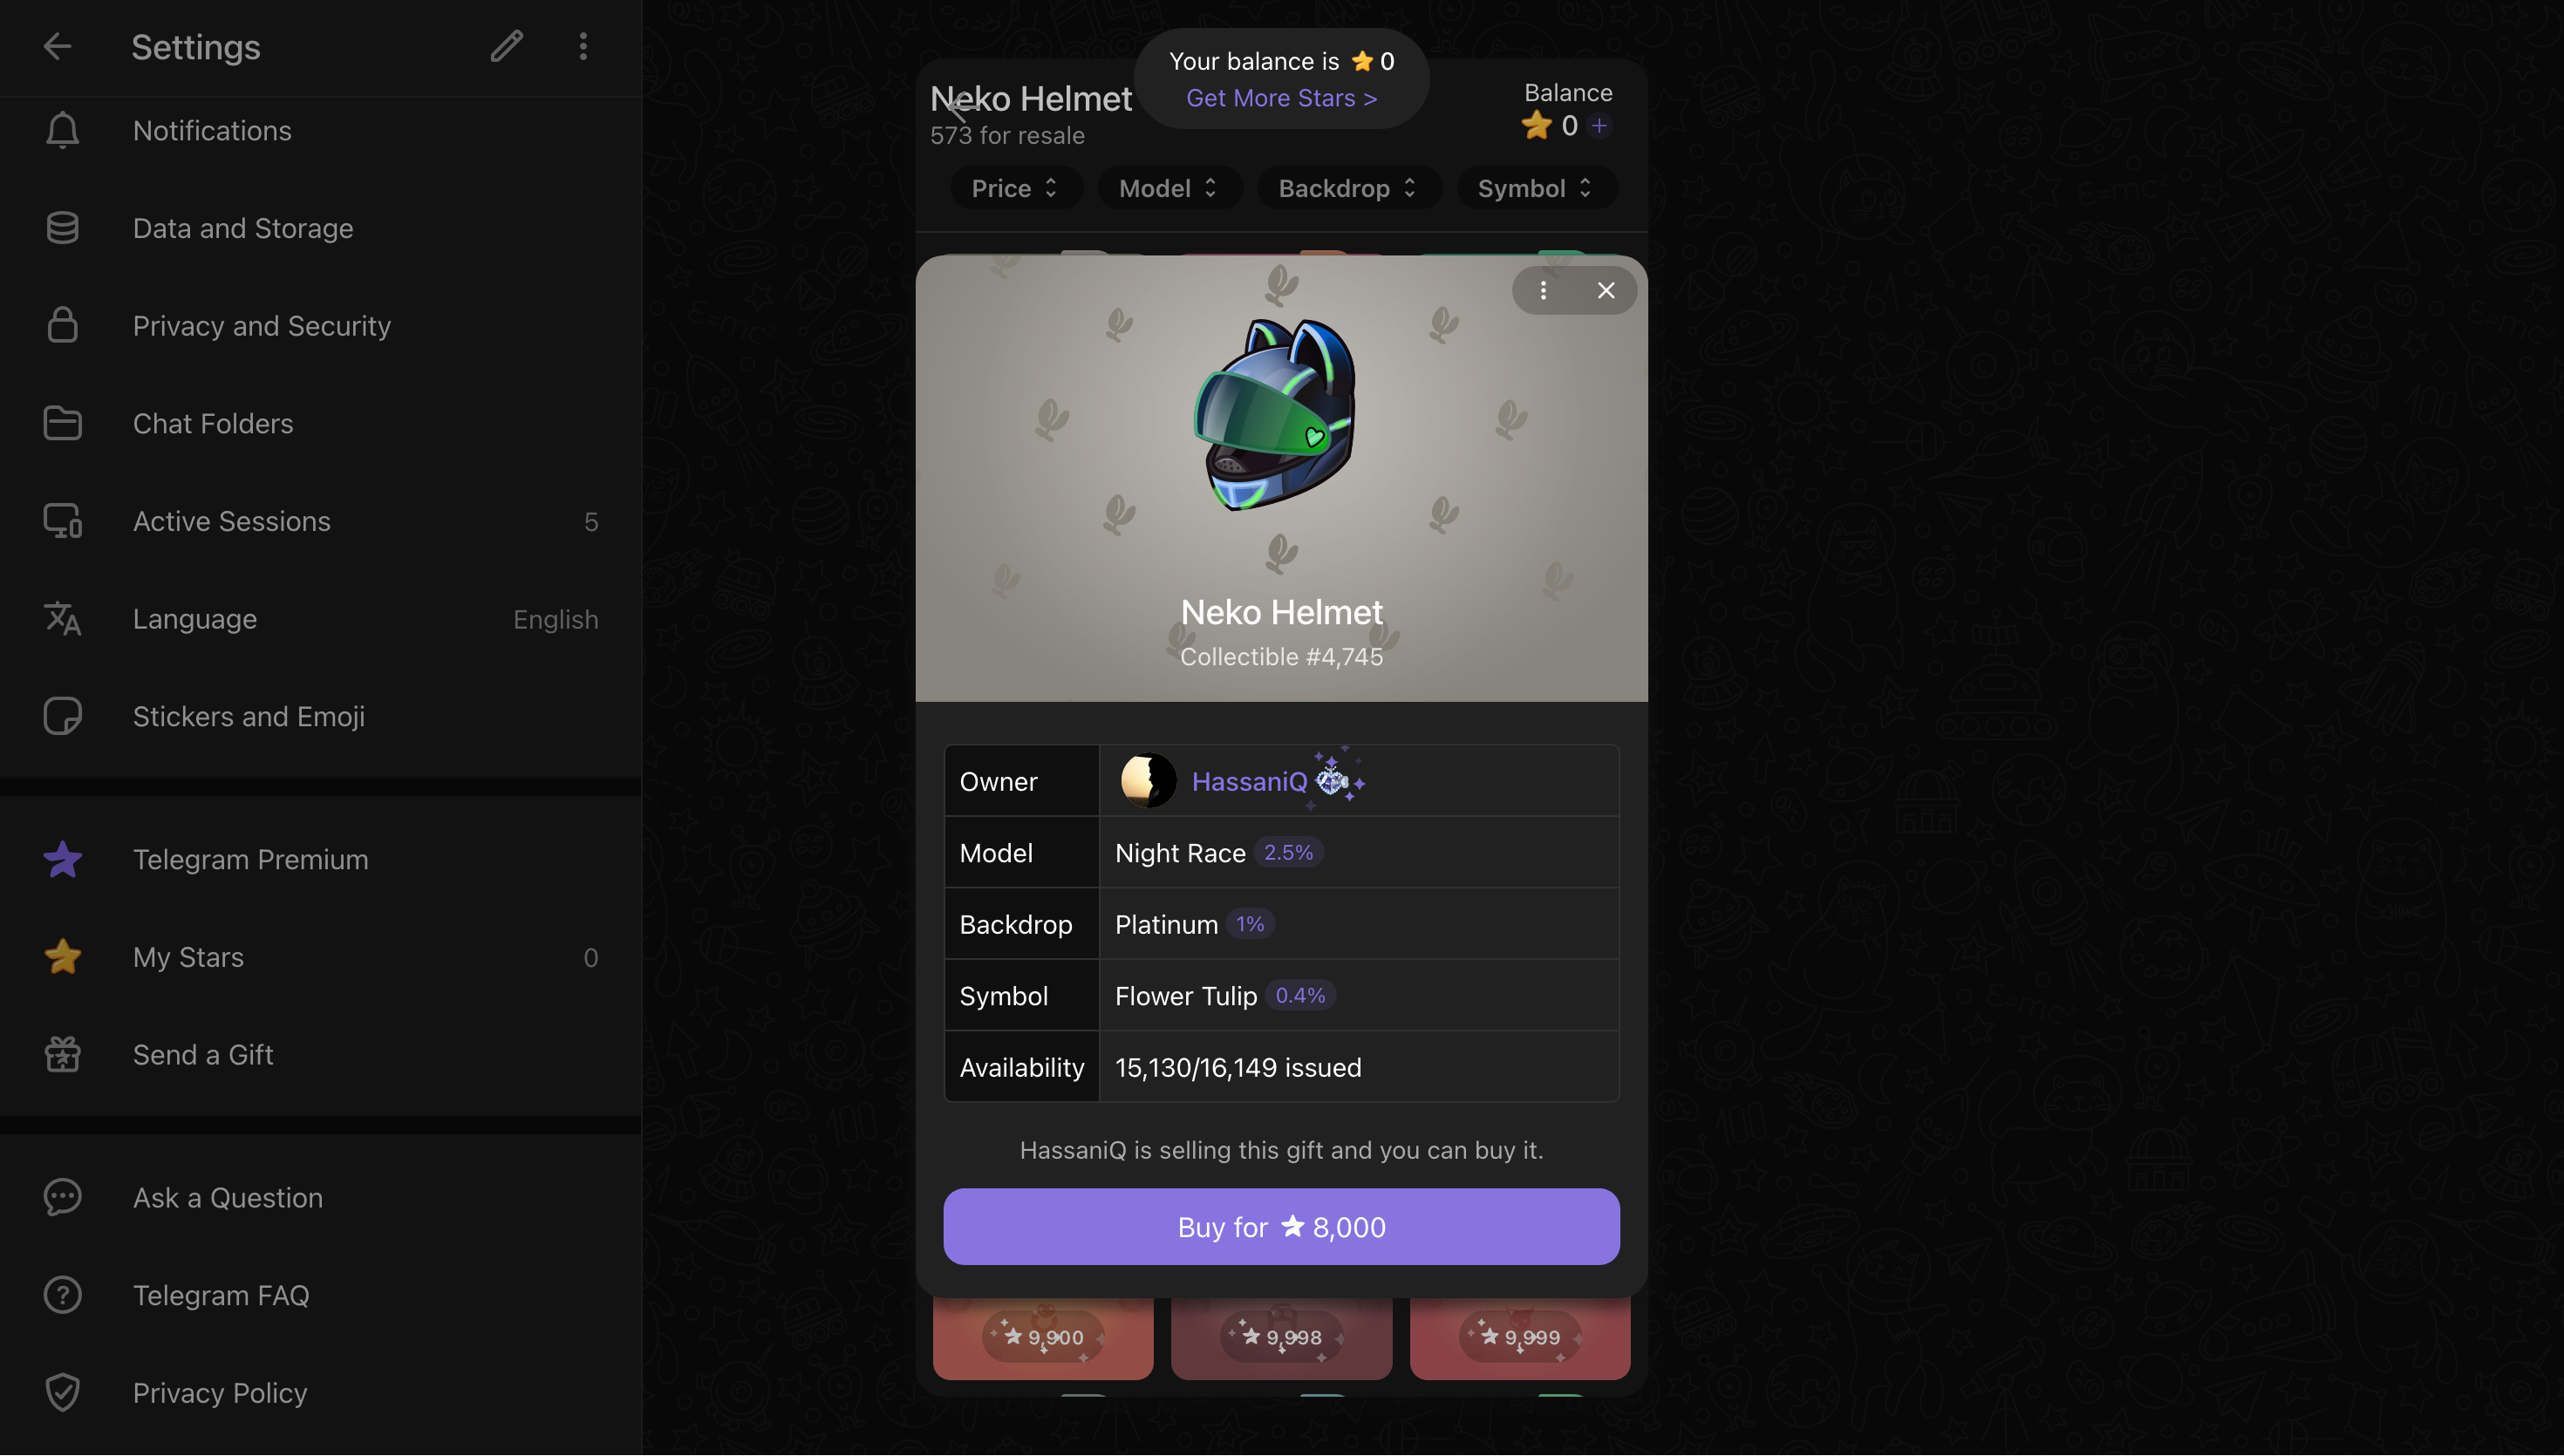 Settings
Notifications
Data and Storage
Privacy and Security
Chat Folders
Active Sessions 5
Language English
Stickers and Emoji
Telegram Premium
My Stars 0
Send a Gift
Ask a Question
Telegram FAQ
Privacy Policy
Your balance is 0
Get More Stars >
Neko Helmet
573 for resale
Balance
0 +
Price Model Backdrop Symbol
Neko Helmet
Collectible #4,745
Owner HassaniQ
Model Night Race 2.5%
Backdrop Platinum 1%
Symbol Flower Tulip 0.4%
Availability 15,130/16,149 issued
HassaniQ is selling this gift and you can buy it.
Buy for 8,000
9,900 9,998 9,999